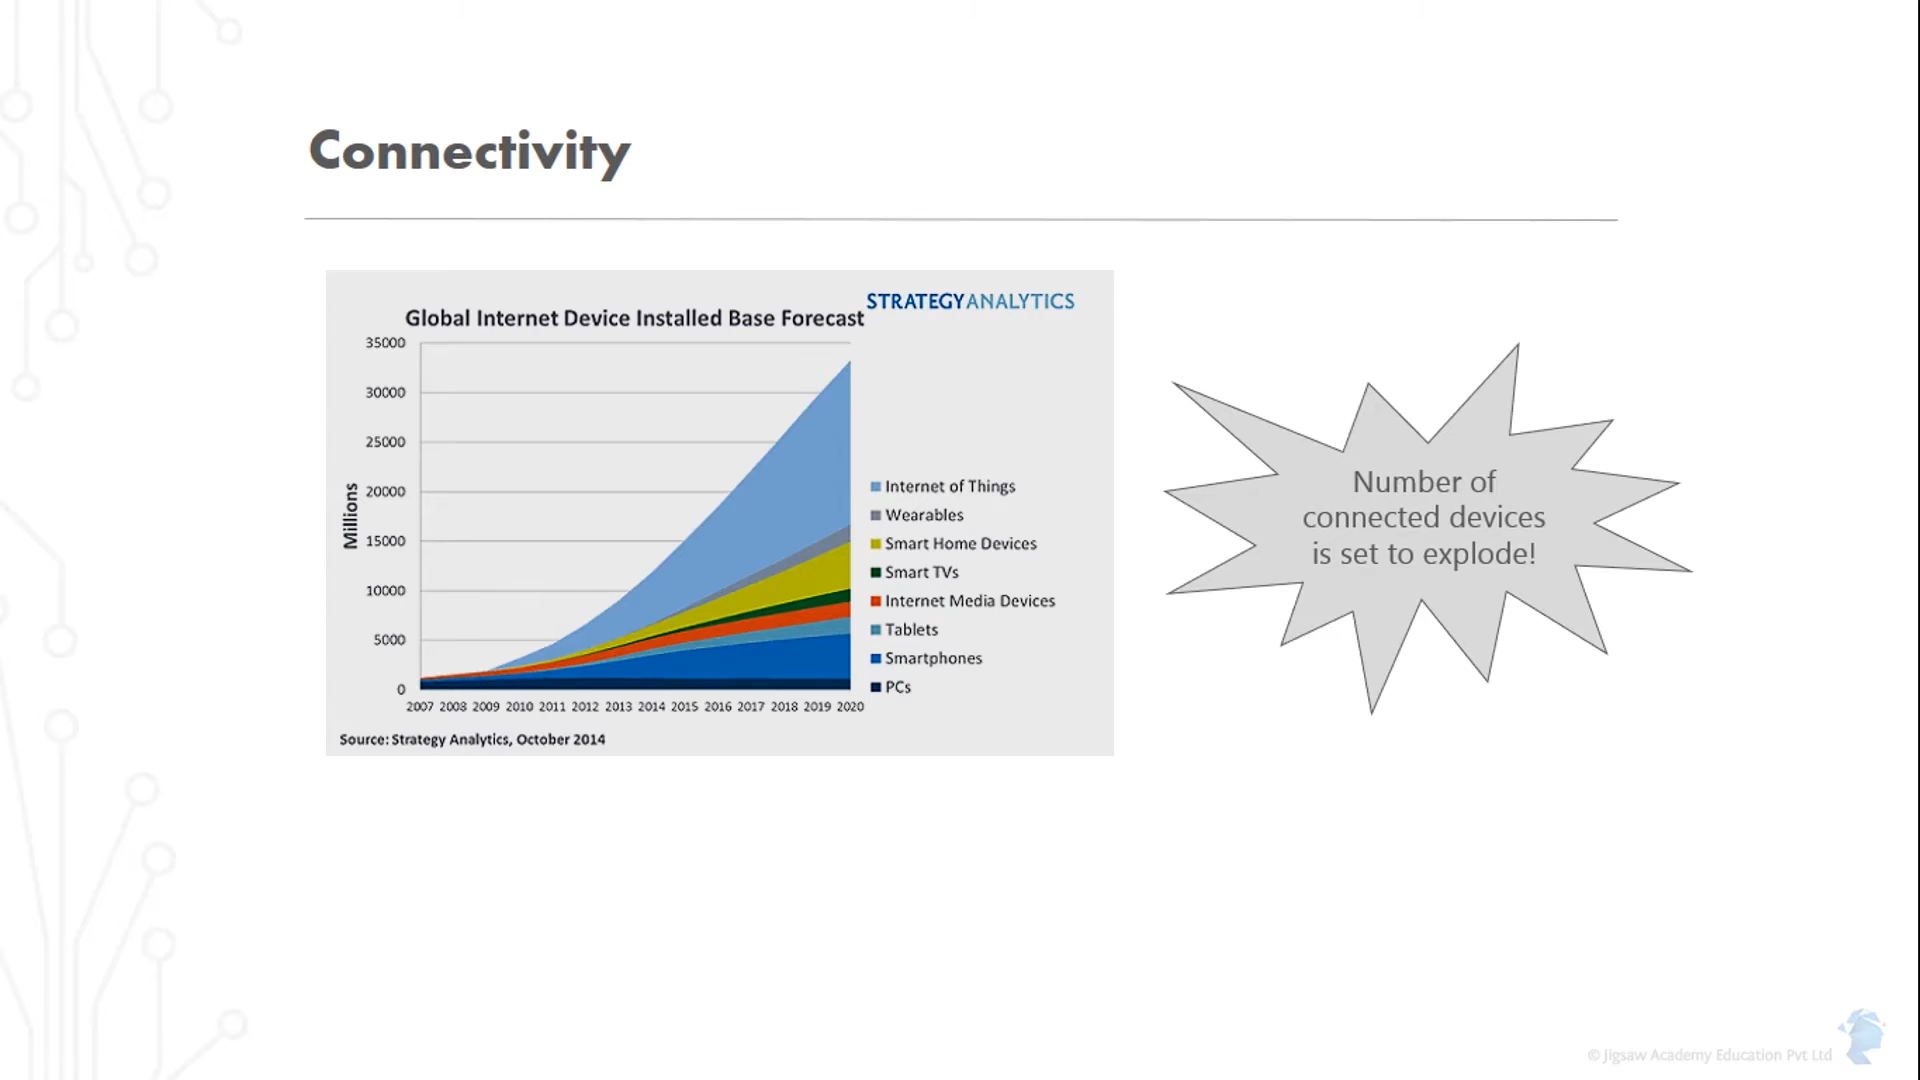 Connectivity
STRATEGYANALYTICS
Global Internet Device Installed Base Forecast
Millions
35000
30000
25000
20000
15000
10000
5000
0
2007 2008 2009 2010 2011 2012 2013 2014 2015 2016 2017 2018 2019 2020
Internet of Things
Wearables
Smart Home Devices
Smart TVs
Internet Media Devices
Tablets
Smartphones
PCs
Source: Strategy Analytics, October 2014
Number of
connected devices
is set to explode!
© Jigsaw Academy Education Pvt Ltd